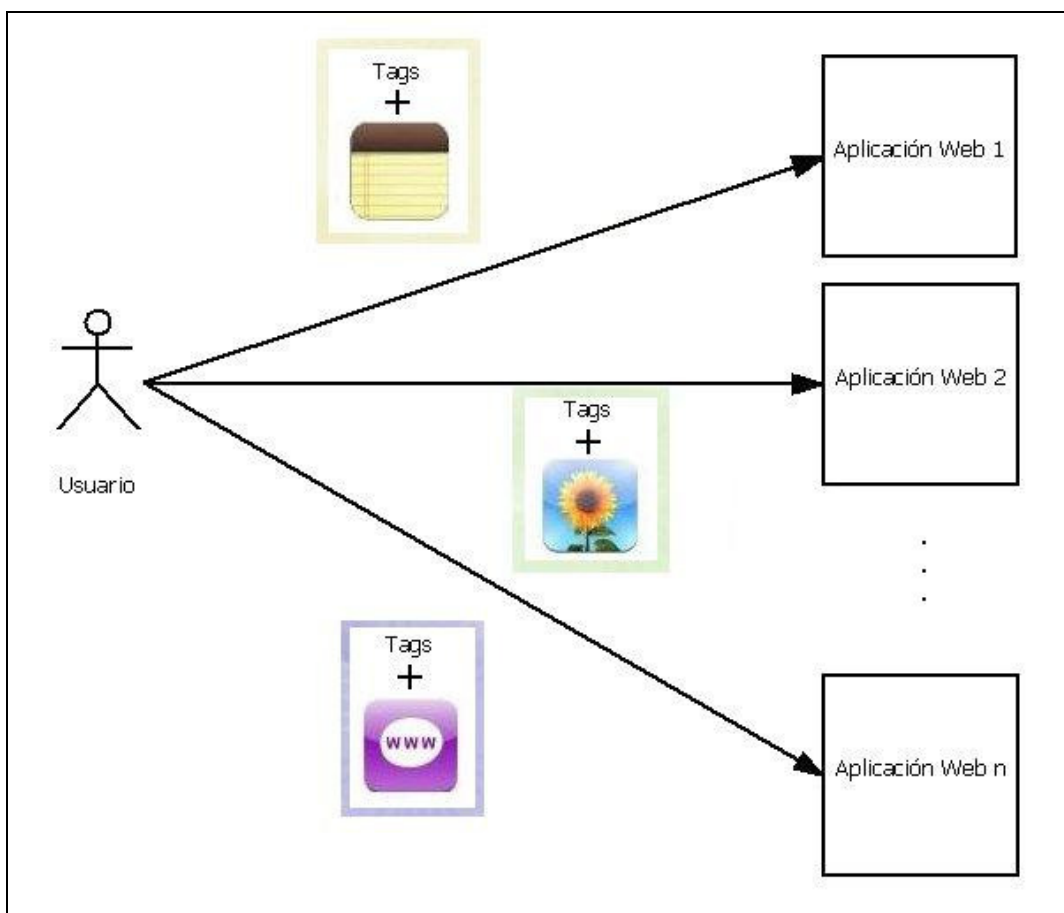 Tags
+
Aplicación Web 1
Usuario
Aplicación Web 2
Tags
+
.
.
.
Tags
+
www
Aplicación Web n